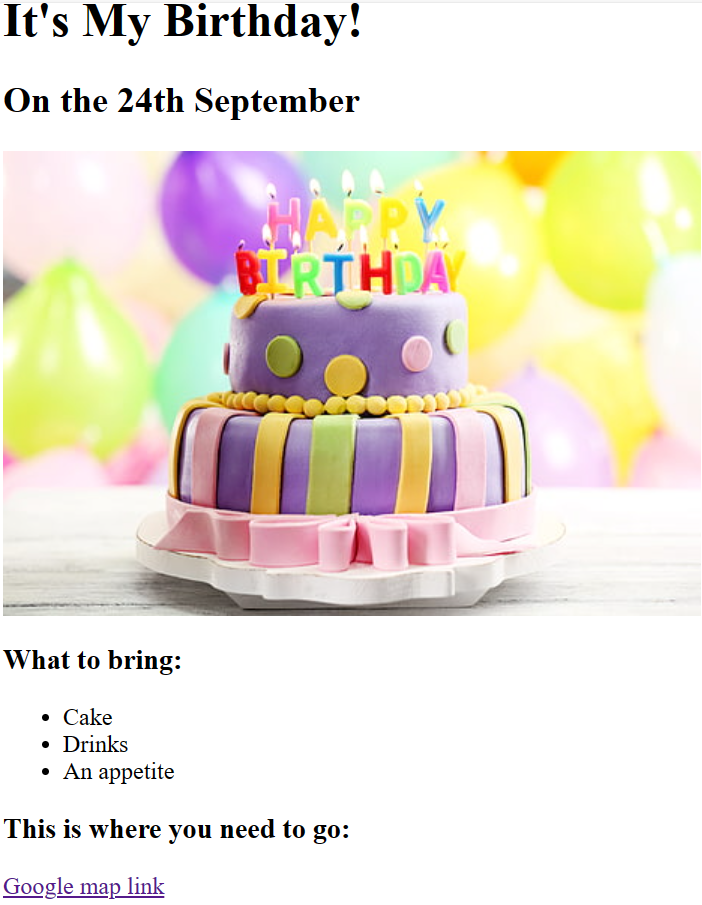 It's My Birthday!
On the 24th September
HAPPY
BIRTHDAY
What to bring:
Cake
Drinks
An appetite
This is where you need to go:
Google map link